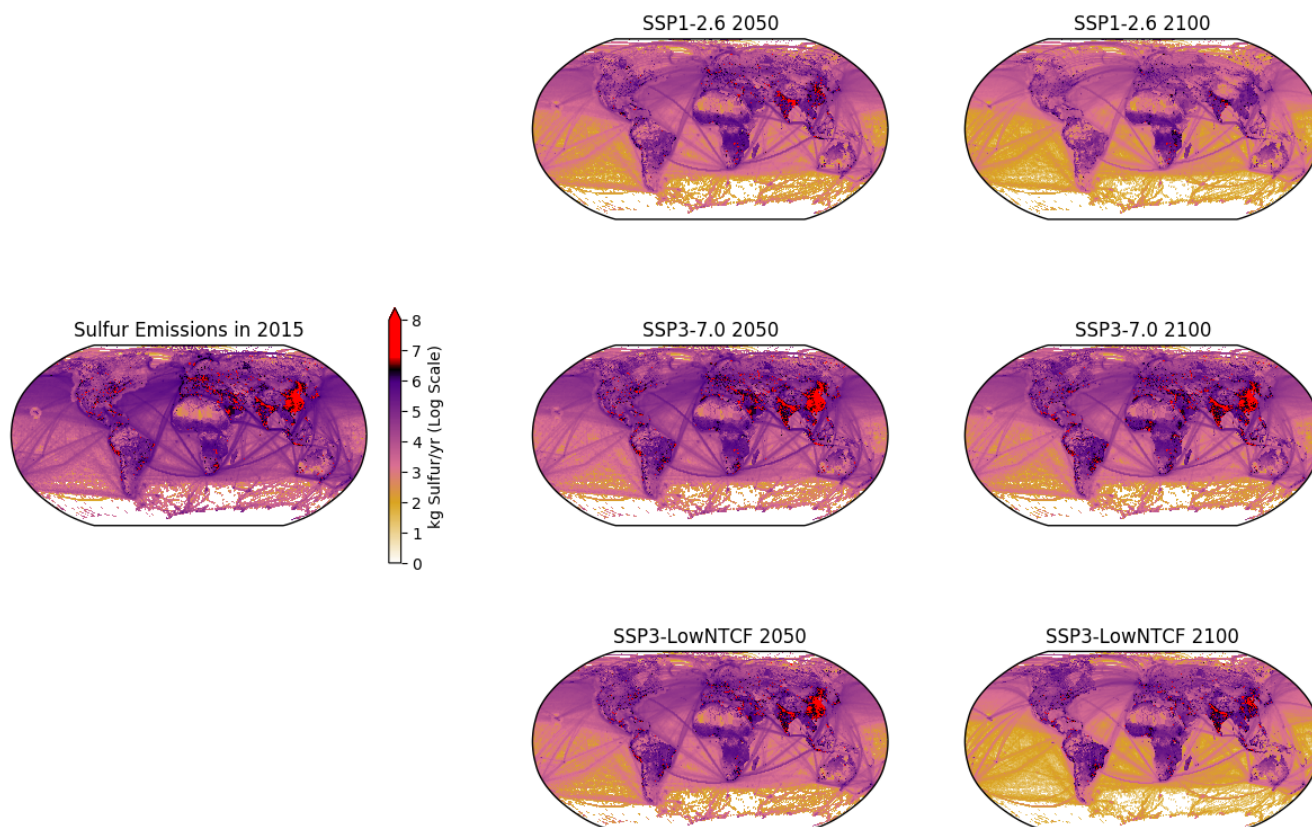 SSP1-2.6 2050
SSP1-2.6 2100
Sulfur Emissions in 2015
8
7
6
5
4
3
2
1
0
kg Sulfur/yr (Log Scale)
SSP3-7.0 2050
SSP3-7.0 2100
SSP3-LowNTCF 2050
SSP3-LowNTCF 2100